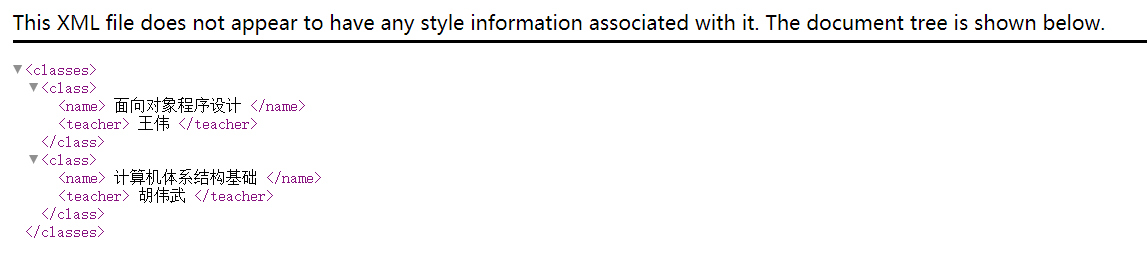 This XML file does not appear to have any style information associated with it. The document tree is shown below.
▼<classes>
▼<class>
<name> 面向对象程序设计 </name>
<teacher> 王伟 </teacher>
</class>
▼<class>
<name> 计算机体系结构基础 </name>
<teacher> 胡伟武 </teacher>
</class>
</classes>